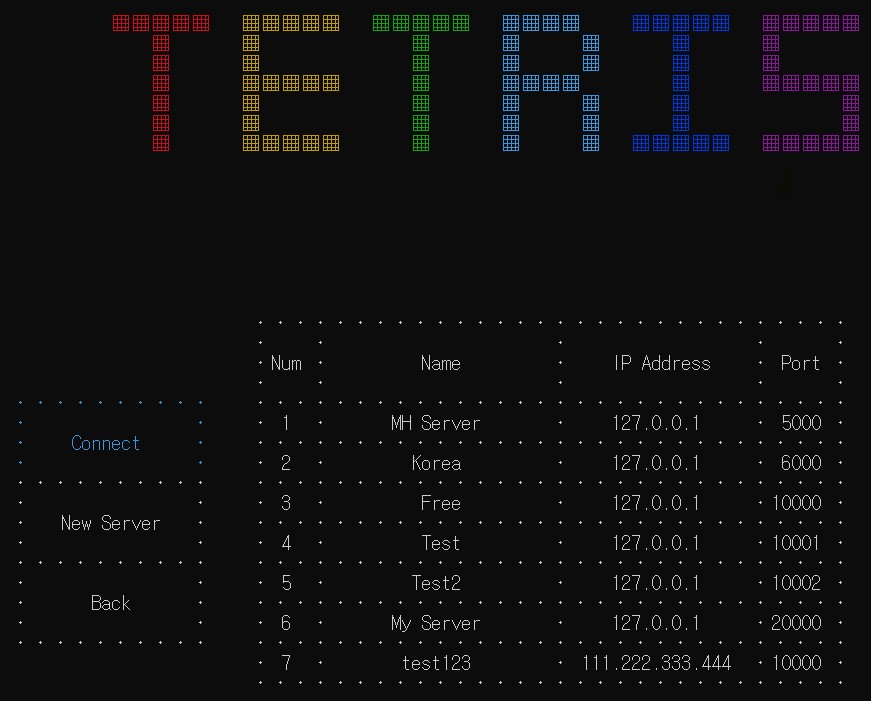 TETRIS
Num Name IP Address Port
1 MH Server 127.0.0.1 5000
Connect
2 Korea 127.0.0.1 6000
3 Free 127.0.0.1 10000
New Server
4 Test 127.0.0.1 10001
5 Test2 127.0.0.1 10002
Back
6 My Server 127.0.0.1 20000
7 test123 111.222.333.444 10000